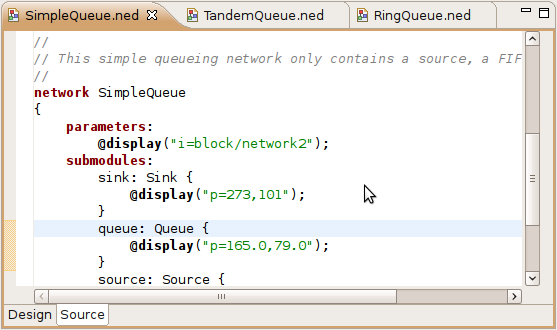 SimpleQueue.ned TandemQueue.ned RingQueue.ned
//
// This simple queueing network only contains a source, a FIF
//
network SimpleQueue
{
    parameters:
        @display("i=block/network2");
    submodules:
        sink: Sink {
            @display("p=273,101");
        }
        queue: Queue {
            @display("p=165.0,79.0");
        }
        source: Source {
Design Source